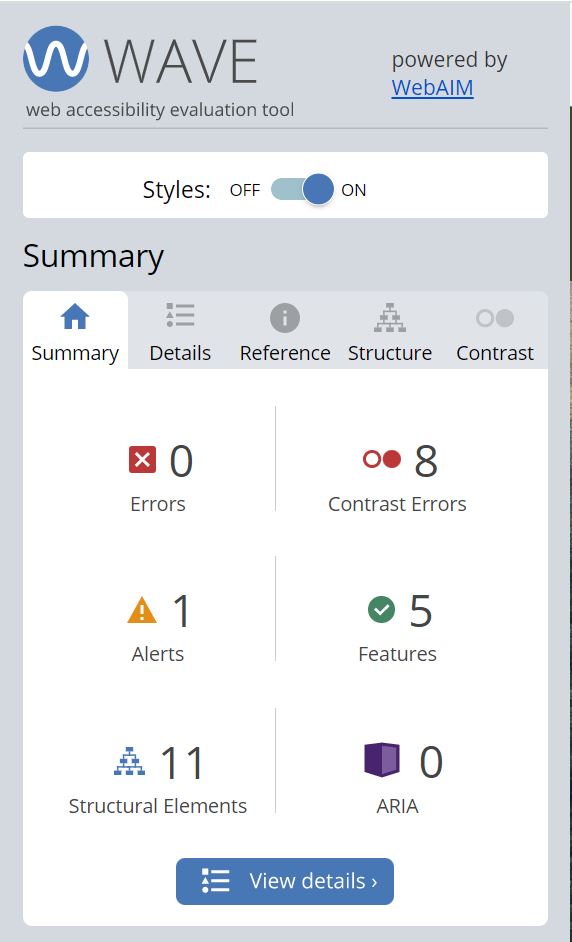 WAVE
web accessibility evaluation tool
powered by
WebAIM
Styles: OFF ON
Summary
Summary Details Reference Structure Contrast
0
Errors
8
Contrast Errors
1
Alerts
5
Features
11
Structural Elements
0
ARIA
View details ›